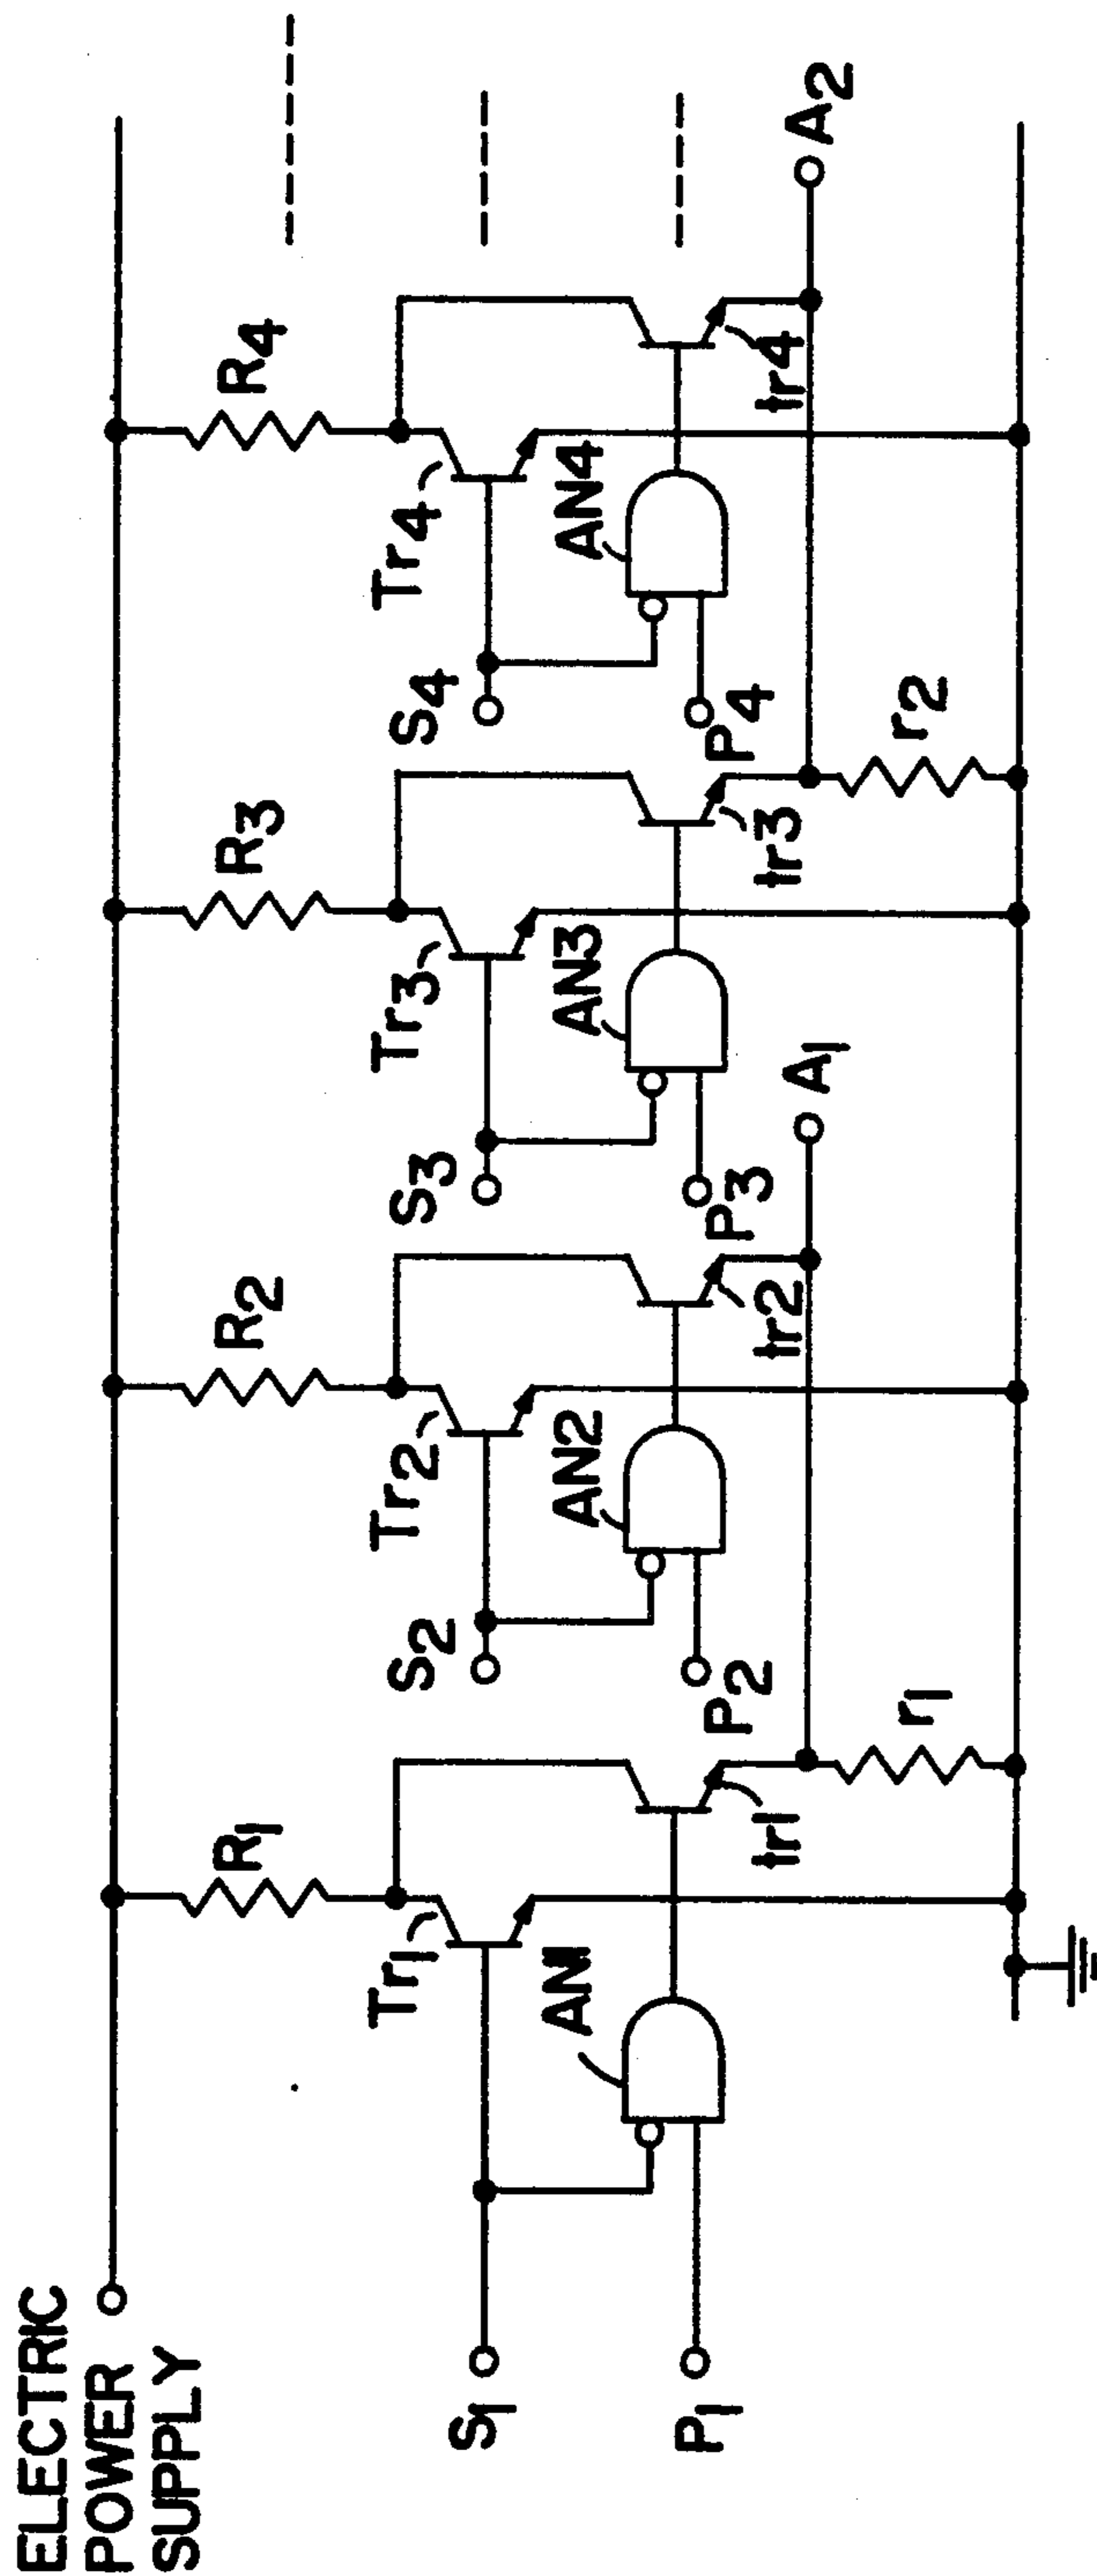 ELECTRIC
POWER
SUPPLY
R1
R2
R3
R4
Tr1
Tr2
Tr3
Tr4
S1
S2
S3
S4
AN1
AN2
AN3
AN4
P1
P2
P3
P4
tr1
tr2
tr3
tr4
A1
A2
r1
r2